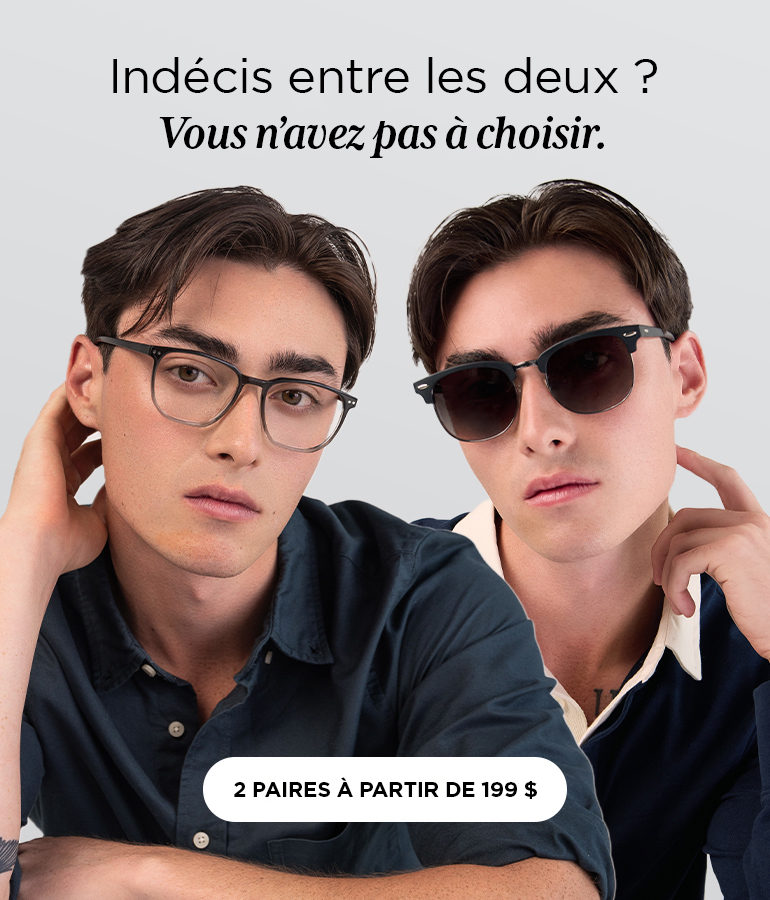 Indécis entre les deux ?
Vous n’avez pas à choisir.
2 PAIRES À PARTIR DE 199 $